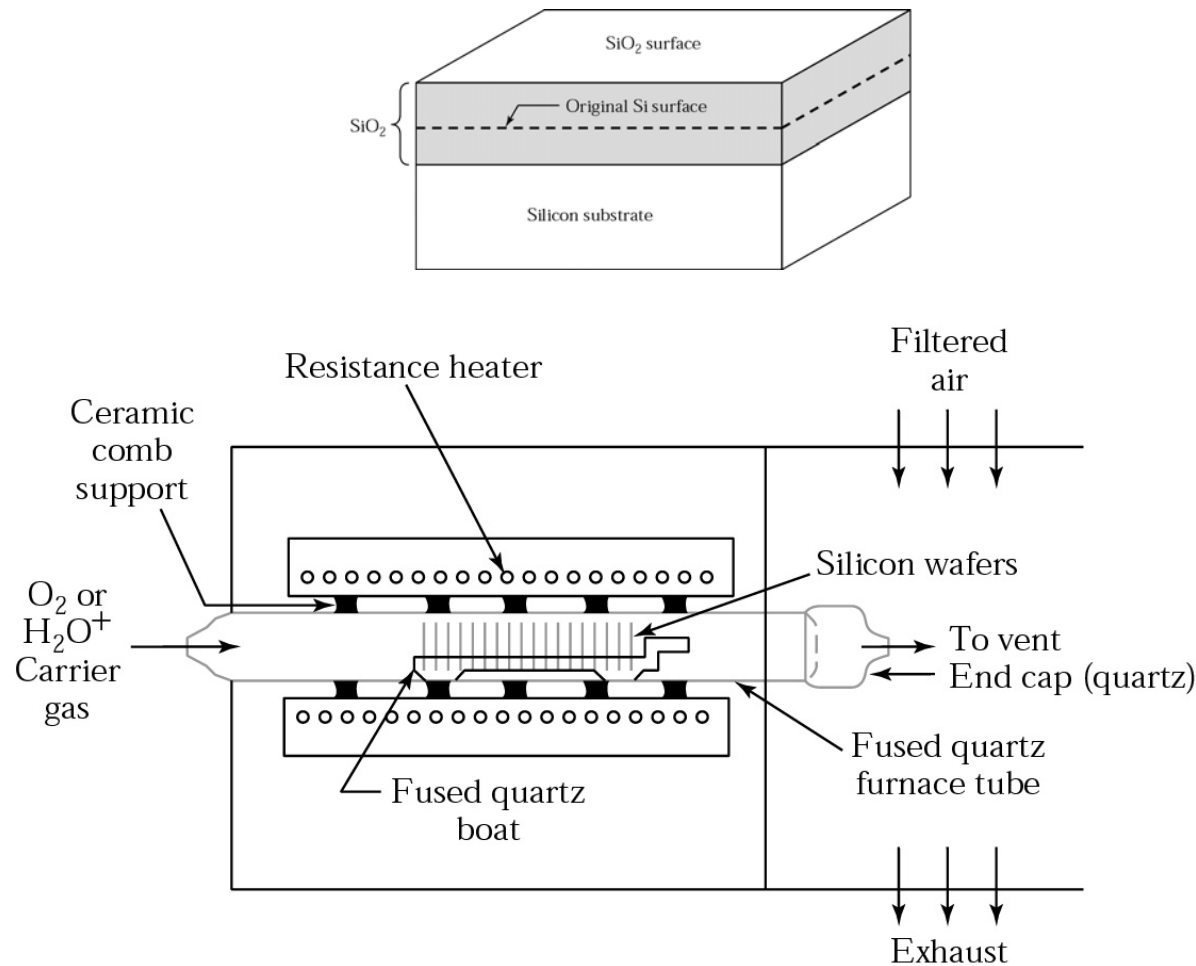 SiO₂ surface
Original Si surface
SiO₂
Silicon substrate
Filtered
air
Resistance heater
Ceramic
comb
support
Silicon wafers
O₂ or
H₂O⁺
Carrier
gas
To vent
End cap (quartz)
Fused quartz
furnace tube
Fused quartz
boat
Exhaust